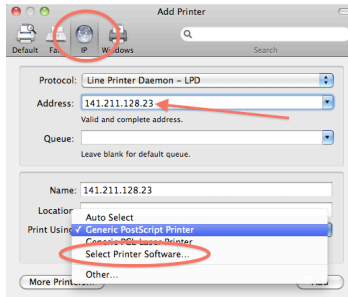 Add Printer
Default Fax IP Windows Search
Protocol: Line Printer Daemon - LPD
Address: 141.211.128.23
Valid and complete address.
Queue:
Leave blank for default queue.
Name: 141.211.128.23
Location
Auto Select
Print Using ✓ Generic PostScript Printer
Generic PCL Laser Printer
Select Printer Software...
Other...
More Printe Add